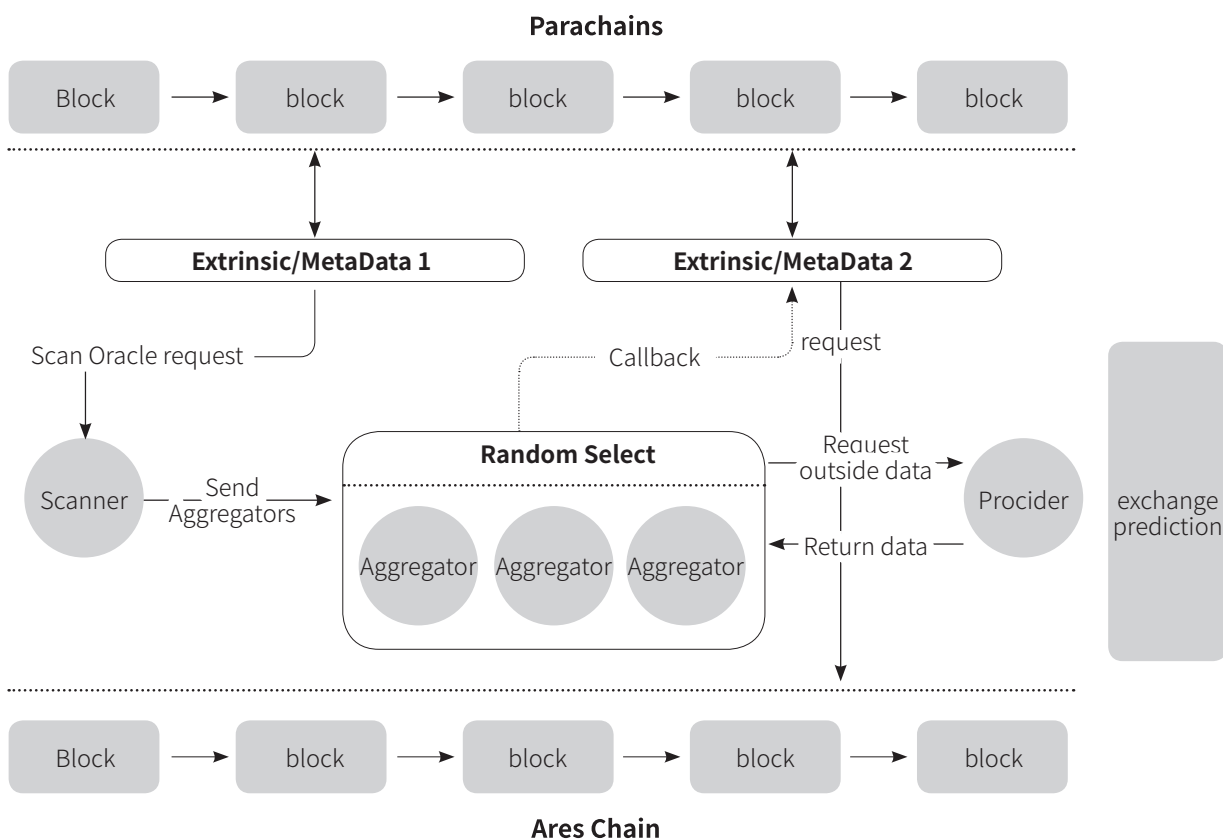 Parachains
Block
block
block
block
block
Extrinsic/MetaData 1
Extrinsic/MetaData 2
Scan Oracle request
Callback
request
Random Select
Request
outside data
Scanner
Send
Aggregators
Procider
exchange
prediction
Return data
Aggregator
Aggregator
Aggregator
Block
block
block
block
block
Ares Chain